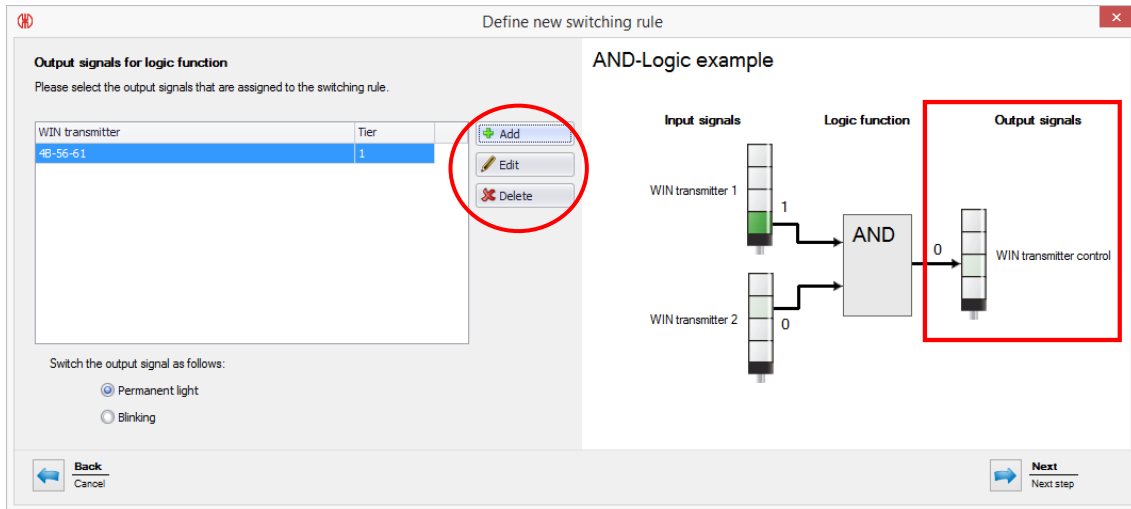 Define new switching rule
Output signals for logic function
Please select the output signals that are assigned to the switching rule.
WIN transmitter Tier
4B-56-61 1
Add
Edit
Delete
Switch the output signal as follows:
Permanent light
Blinking
AND-Logic example
Input signals Logic function Output signals
WIN transmitter 1
1
AND
0
WIN transmitter control
WIN transmitter 2
0
Back
Cancel
Next
Next step